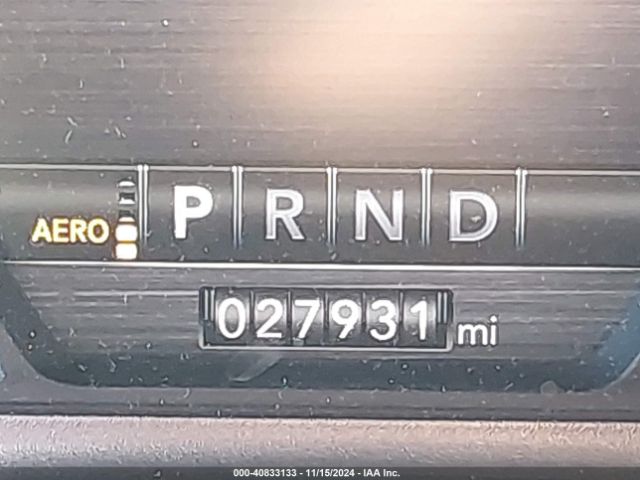 AERO P R N D
027931 mi
000-40833133 - 11/15/2024 - IAA Inc.